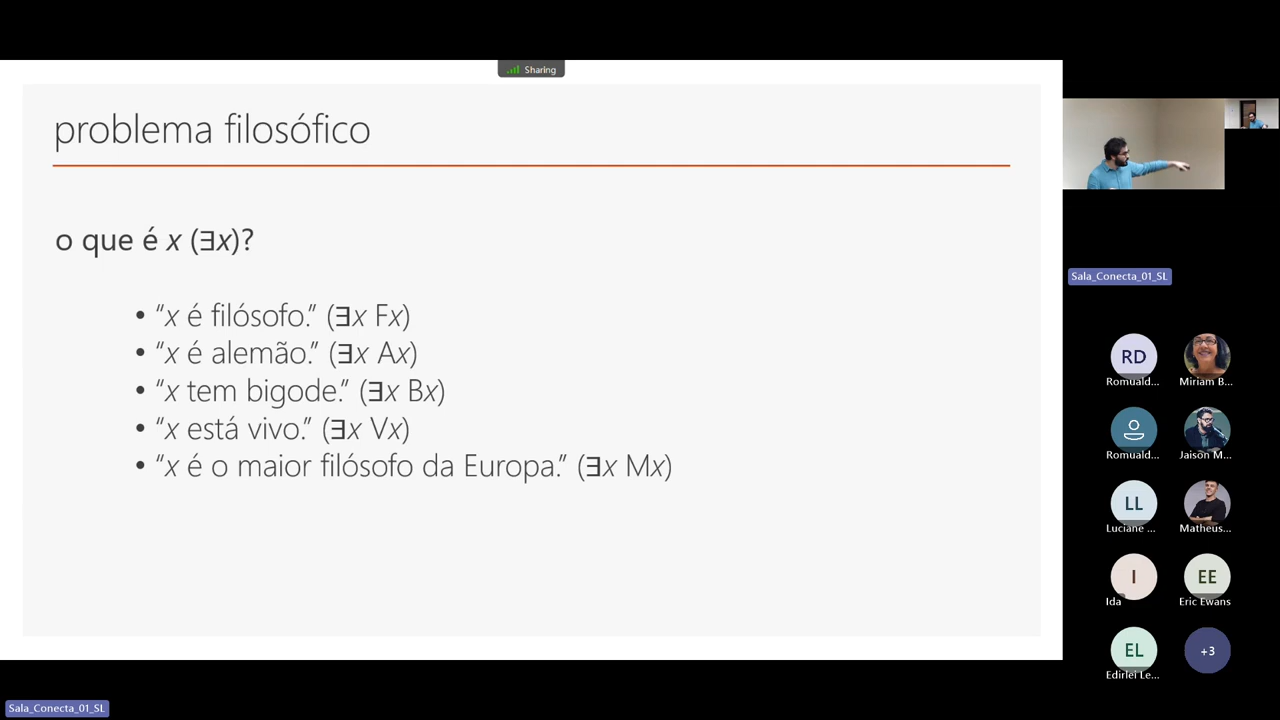 Sharing
problema filosófico
o que é x (∃x)?
• “x é filósofo.” (∃x Fx)
• “x é alemão.” (∃x Ax)
• “x tem bigode.” (∃x Bx)
• “x está vivo.” (∃x Vx)
• “x é o maior filósofo da Europa.” (∃x Mx)
Sala_Conecta_01_SL
RD
Romuald...
Miriam B...
Romuald...
Jaison M...
LL
Luciane ...
Matheus...
I
Ida
EE
Eric Ewans
EL
Edirlei Le...
+3
Sala_Conecta_01_SL